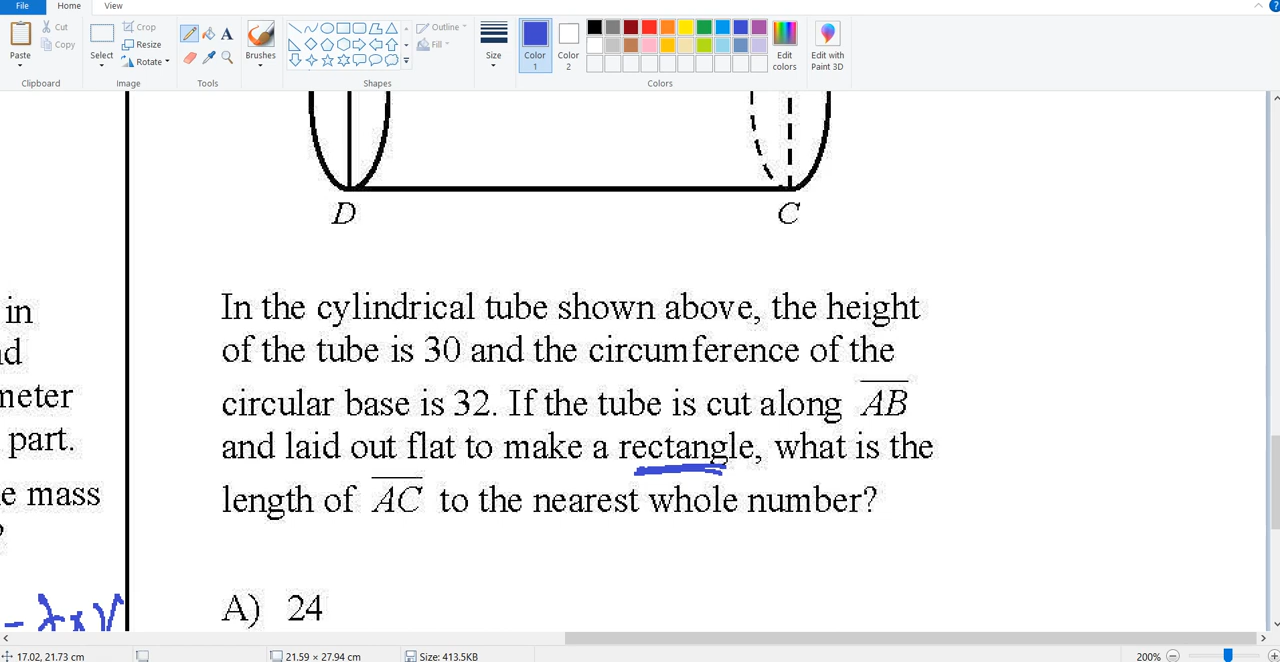 File Home View
Paste
Cut
Copy
Clipboard
Select
Crop
Resize
Rotate
Image
A
Tools
Brushes
Outline
Fill
Shapes
Size
Color 1
Color 2
Edit colors
Colors
Edit with Paint 3D
D C
In the cylindrical tube shown above, the height
of the tube is 30 and the circumference of the
circular base is 32. If the tube is cut along AB
and laid out flat to make a rectangle, what is the
length of AC to the nearest whole number?
A) 24
in
meter
part.
e mass
17.02, 21.73 cm
21.59 × 27.94 cm
Size: 413.5KB
200%